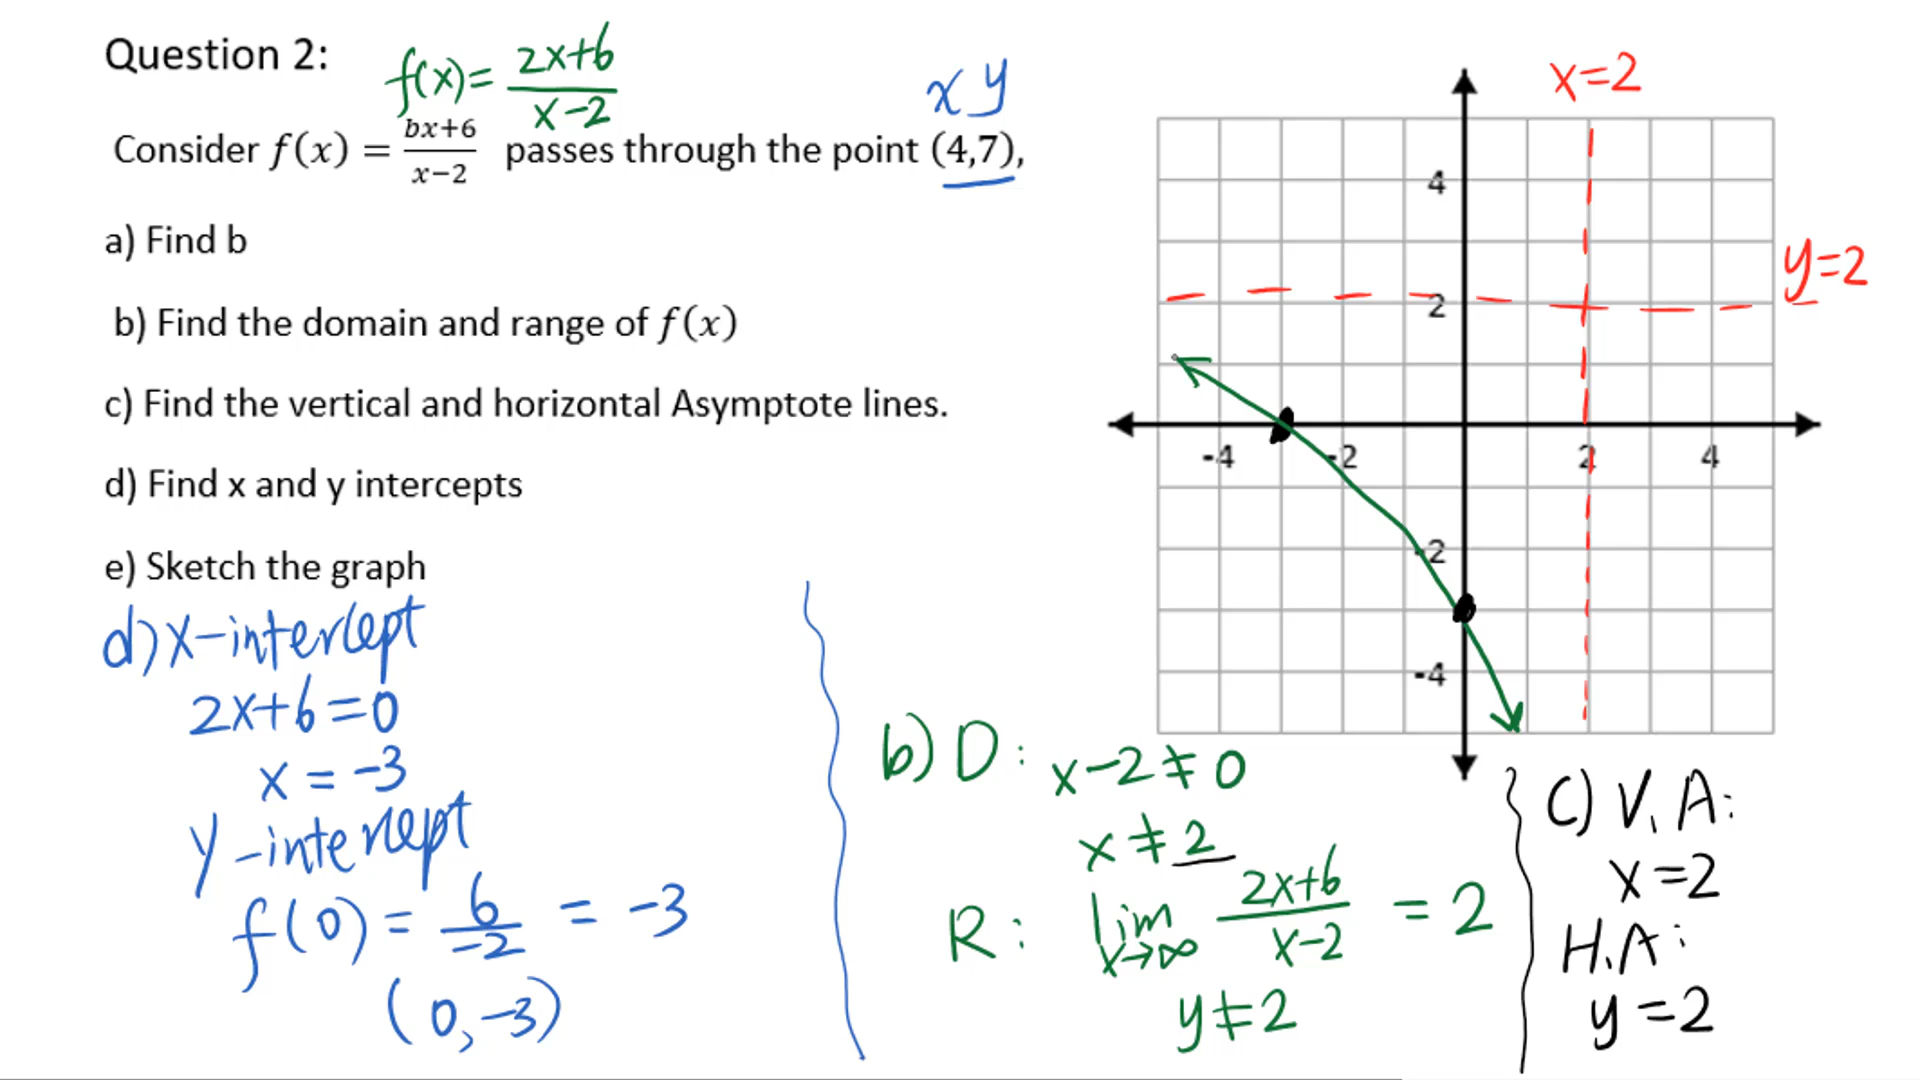 Question 2:
f(x)= 2x+6 / x-2
x y
Consider f(x) = bx+6 / x-2 passes through the point (4,7),
a) Find b
b) Find the domain and range of f(x)
c) Find the vertical and horizontal Asymptote lines.
d) Find x and y intercepts
e) Sketch the graph
x=2
y=2
4
2
-4 -2 2 4
-2
-4
d) x-intercept
2x+6=0
x = -3
y-intercept
f(0) = 6/-2 = -3
(0,-3)
b) D: x-2≠0
x≠2
R: lim x→∞ 2x+6 / x-2 = 2
y≠2
C) V.A:
x=2
H.A:
y=2